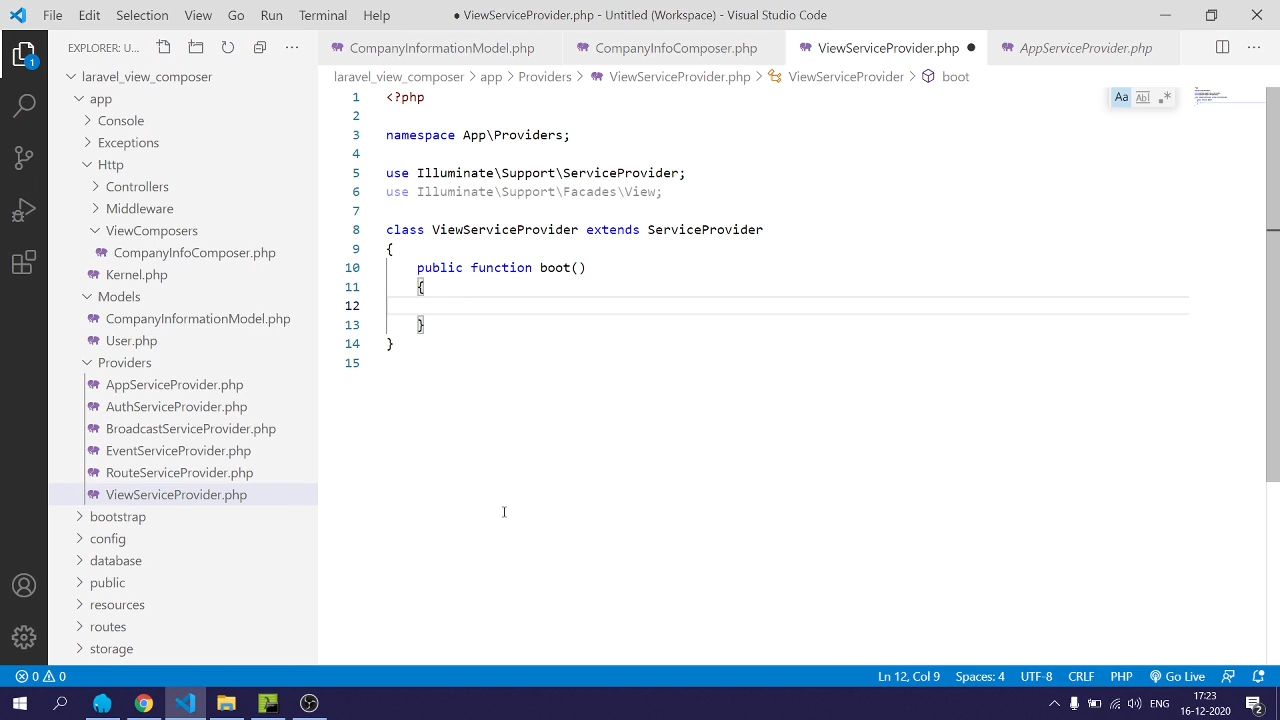 File Edit Selection View Go Run Terminal Help
● ViewServiceProvider.php - Untitled (Workspace) - Visual Studio Code
EXPLORER: U...
1
CompanyInformationModel.php
CompanyInfoComposer.php
ViewServiceProvider.php ●
AppServiceProvider.php
laravel_view_composer > app > Providers > ViewServiceProvider.php > ViewServiceProvider > boot
laravel_view_composer
app
Console
Exceptions
Http
Controllers
Middleware
ViewComposers
CompanyInfoComposer.php
Kernel.php
Models
CompanyInformationModel.php
User.php
Providers
AppServiceProvider.php
AuthServiceProvider.php
BroadcastServiceProvider.php
EventServiceProvider.php
RouteServiceProvider.php
ViewServiceProvider.php
bootstrap
config
database
public
resources
routes
storage
Aa Abl .*
1 <?php
2
3 namespace App\Providers;
4
5 use Illuminate\Support\ServiceProvider;
6 use Illuminate\Support\Facades\View;
7
8 class ViewServiceProvider extends ServiceProvider
9 {
10 public function boot()
11 {
12
13 }
14 }
15
0 0
Ln 12, Col 9 Spaces: 4 UTF-8 CRLF PHP Go Live
ENG
17:23
16-12-2020
2